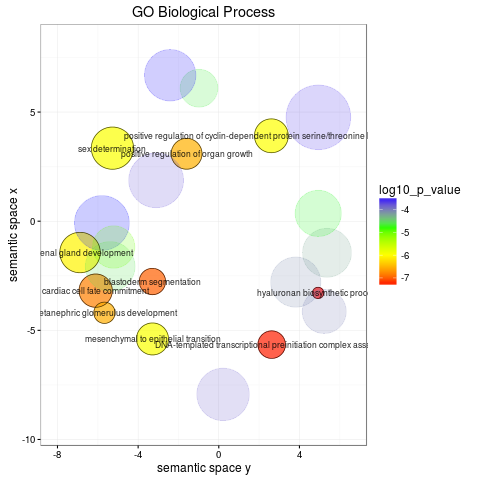 GO Biological Process
positive regulation of cyclin-dependent protein serine/threonine
sex determination
positive regulation of organ growth
enal gland development
blastoderm segmentation
cardiac cell fate commitment
hyaluronan biosynthetic proc
etanephric glomerulus development
mesenchymal to epithelial transition
DNA-templated transcriptional preinitiation complex ass
5
0
-5
-10
-8
-4
0
4
semantic space y
semantic space x
log10_p_value
-4
-5
-6
-7